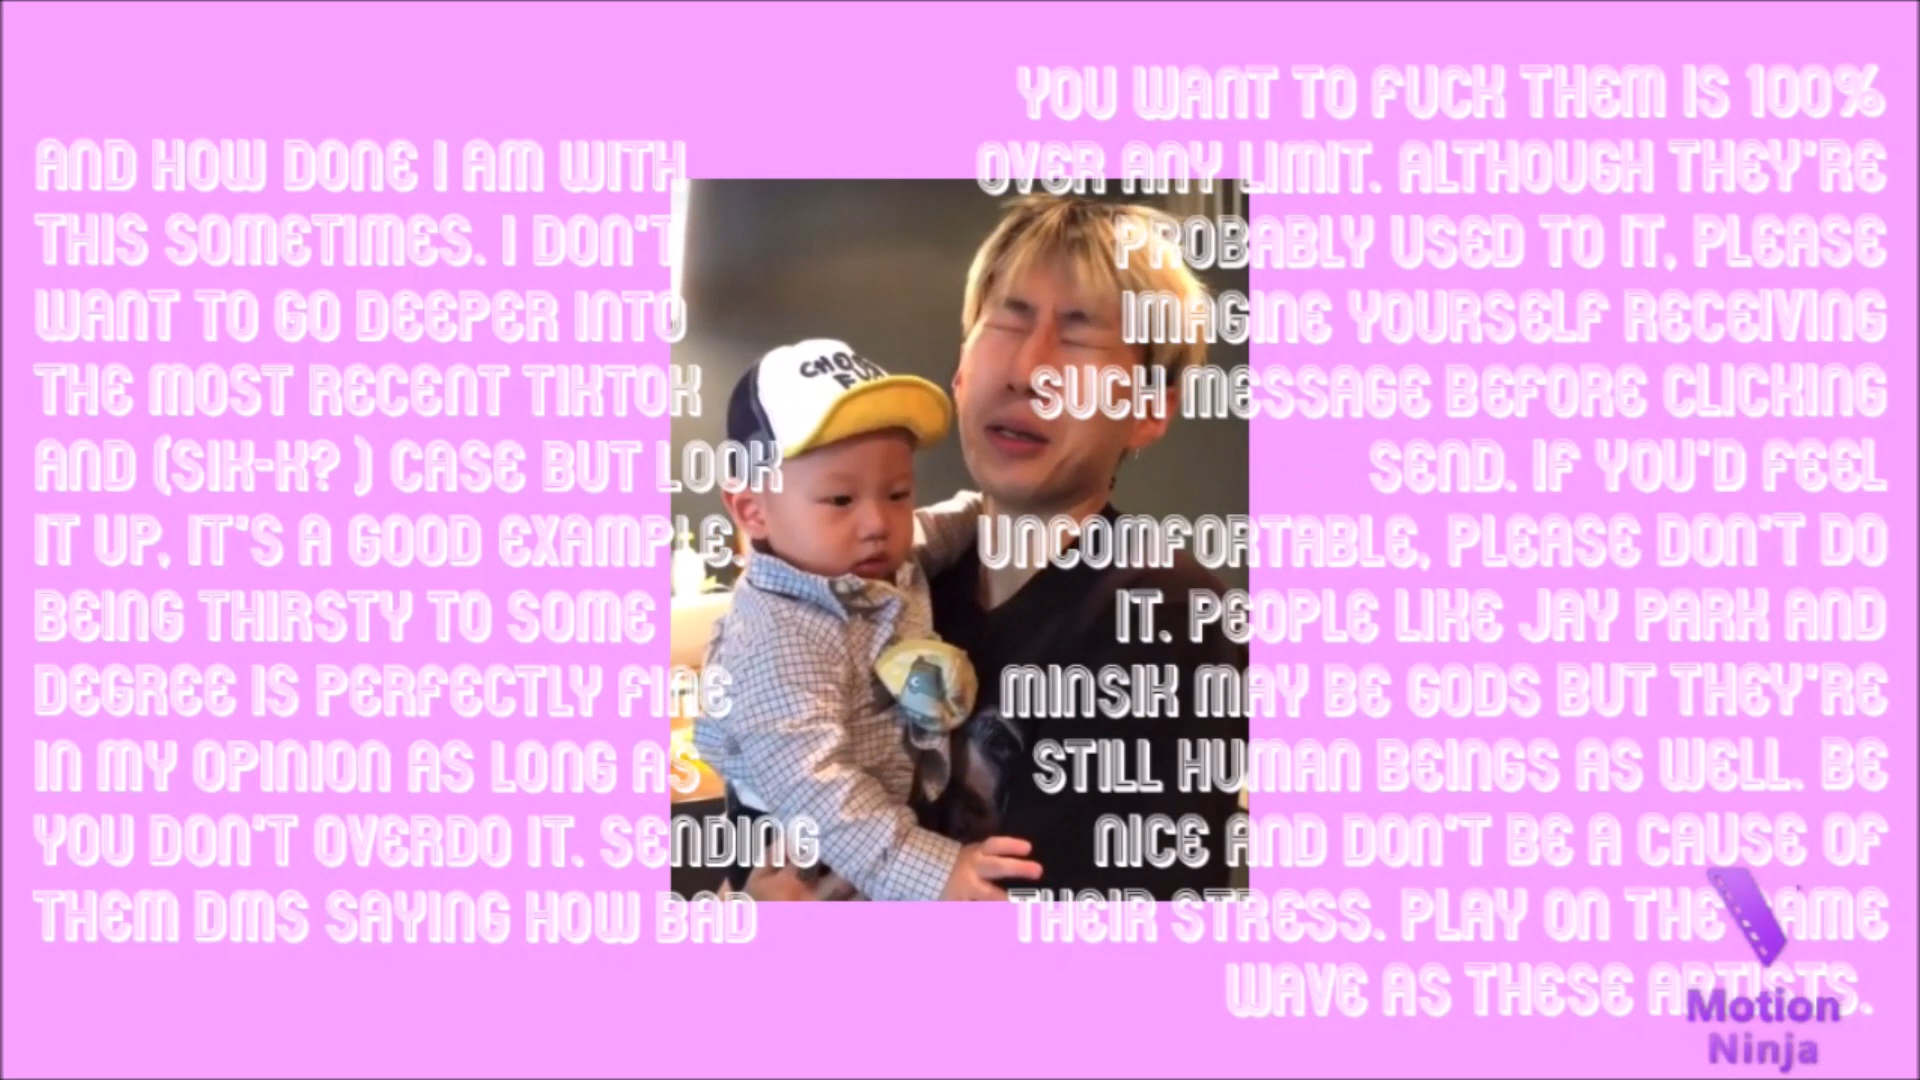 AND HOW DONE I AM WITH
THIS SOMETIMES. I DON'T
WANT TO GO DEEPER INTO
THE MOST RECENT TIKTOK
AND (SIK-K? ) CASE BUT LOOK
IT UP, IT'S A GOOD EXAMPLE.
BEING THIRSTY TO SOME
DEGREE IS PERFECTLY FINE
IN MY OPINION AS LONG AS
YOU DON'T OVERDO IT. SENDING
THEM DMS SAYING HOW BAD
YOU WANT TO FUCK THEM IS 100%
OVER ANY LIMIT. ALTHOUGH THEY'RE
PROBABLY USED TO IT, PLEASE
IMAGINE YOURSELF RECEIVING
SUCH MESSAGE BEFORE CLICKING
SEND. IF YOU'D FEEL
UNCOMFORTABLE, PLEASE DON'T DO
IT. PEOPLE LIKE JAY PARK AND
MINSIK MAY BE GODS BUT THEY'RE
STILL HUMAN BEINGS AS WELL. BE
NICE AND DON'T BE A CAUSE OF
THEIR STRESS. PLAY ON THE SAME
WAVE AS THESE ARTISTS.
Motion
Ninja